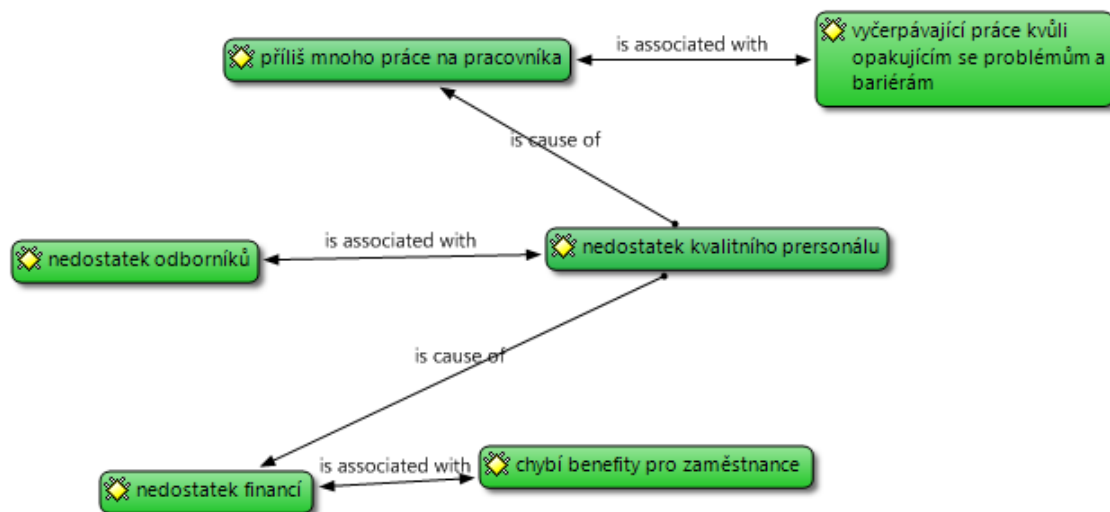 příliš mnoho práce na pracovníka
is associated with
vyčerpávající práce kvůli
opakujícím se problémům a
bariérám
is cause of
nedostatek odborníků
is associated with
nedostatek kvalitního prersonálu
is cause of
nedostatek financí
is associated with
chybí benefity pro zaměstnance